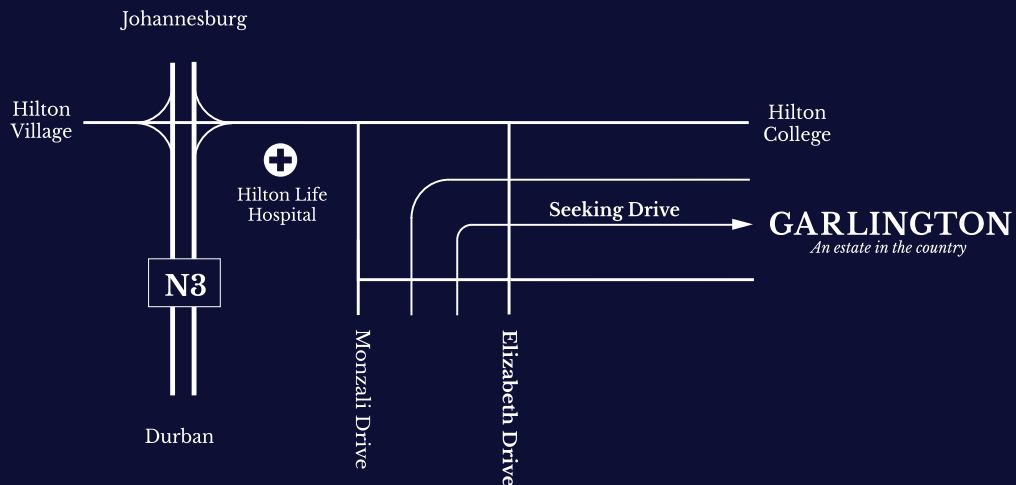 Johannesburg
Hilton
Village
Hilton
College
Hilton Life
Hospital
Seeking Drive
GARLINGTON
An estate in the country
N3
Monzali Drive
Elizabeth Drive
Durban